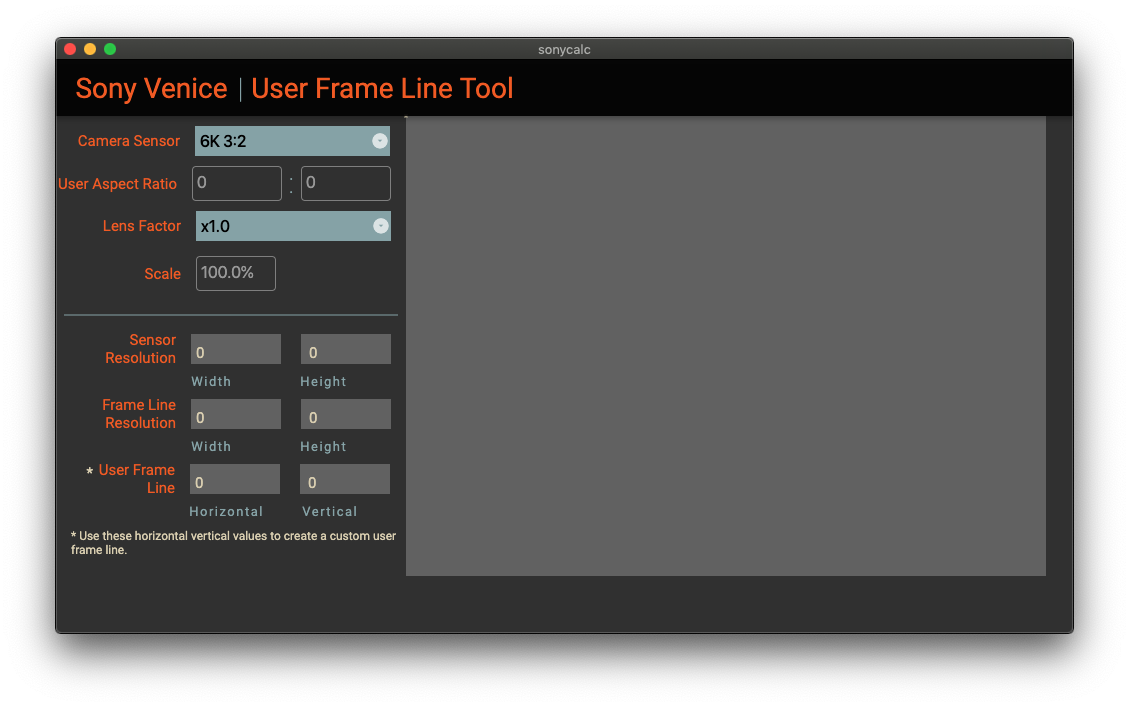 sonycalc
Sony Venice | User Frame Line Tool
Camera Sensor 6K 3:2
User Aspect Ratio 0 : 0
Lens Factor x1.0
Scale 100.0%
Sensor
Resolution 0 0
Width Height
Frame Line
Resolution 0 0
Width Height
* User Frame
Line 0 0
Horizontal Vertical
* Use these horizontal vertical values to create a custom user
frame line.